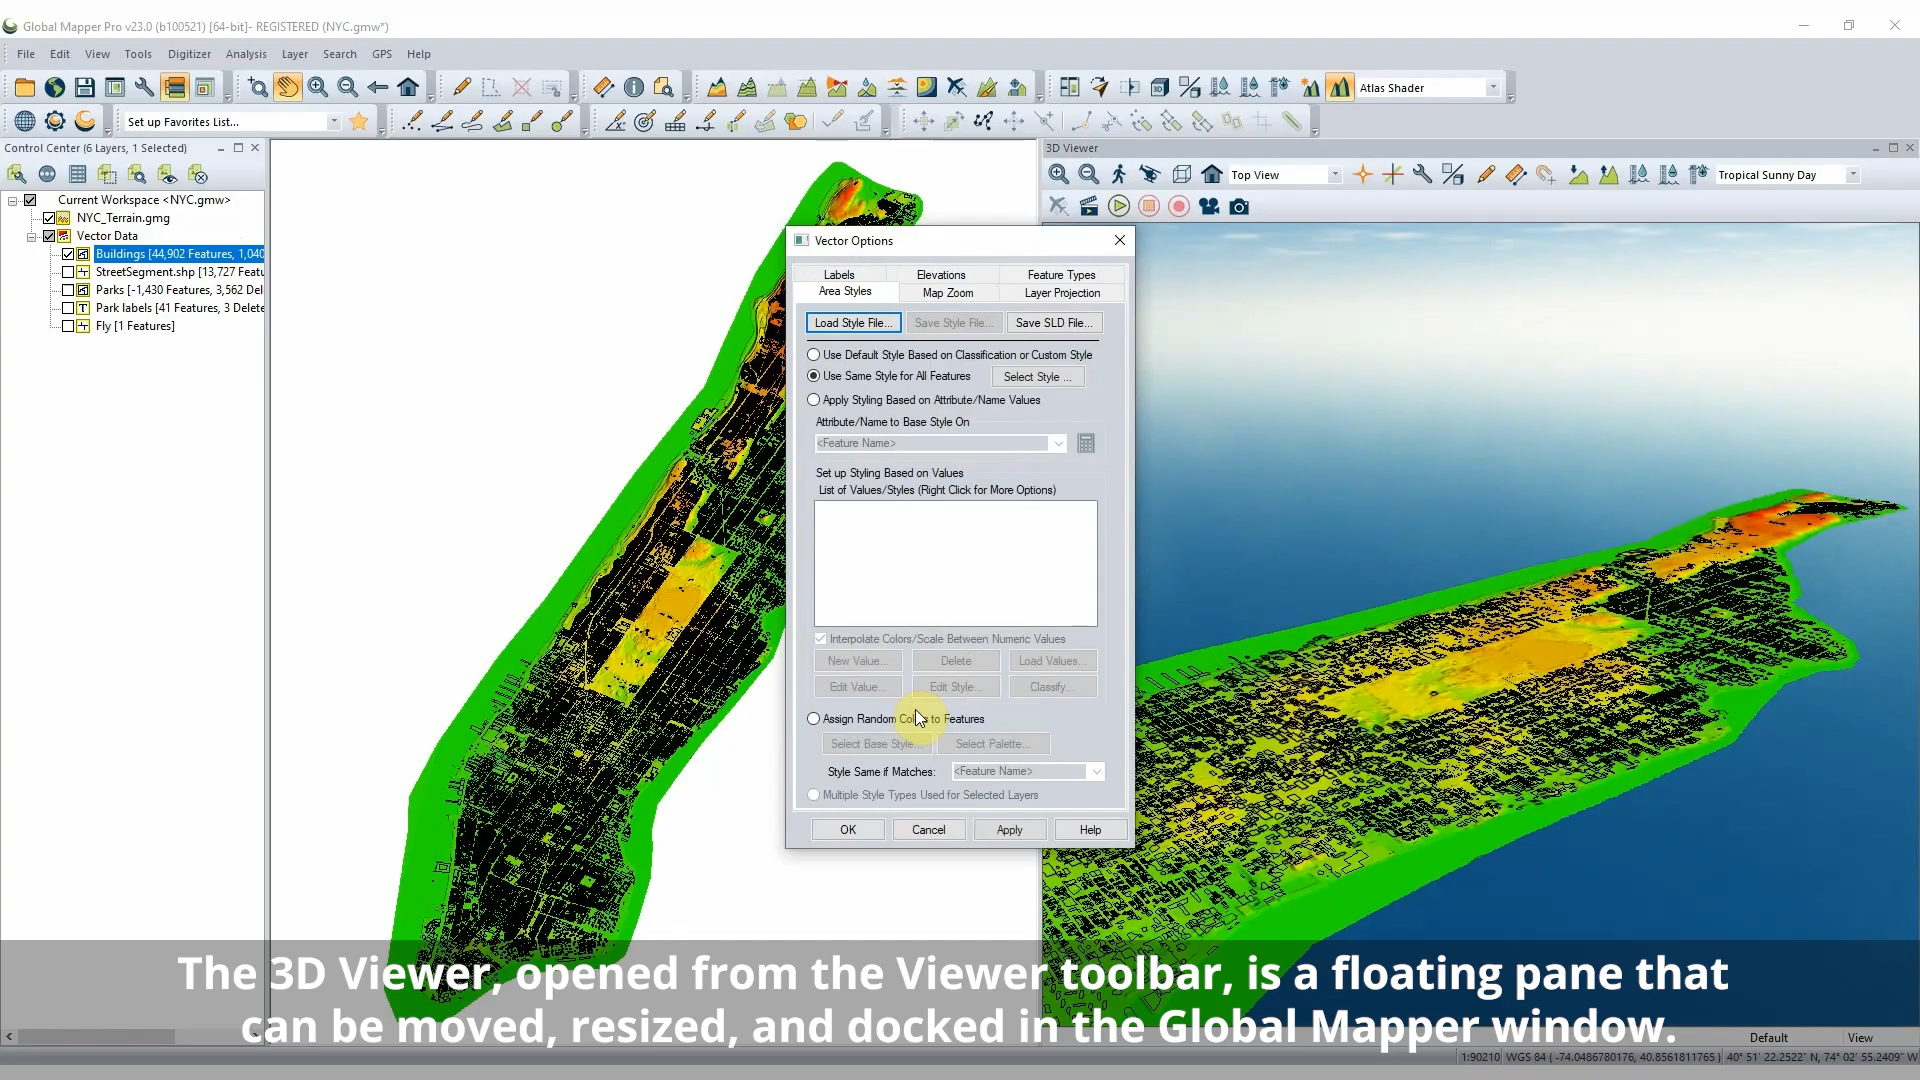 Global Mapper Pro v23.0 (b100521) [64-bit]- REGISTERED (NYC.gmw*)
File Edit View Tools Digitizer Analysis Layer Search GPS Help
Atlas Shader
Set up Favorites List...
Control Center (6 Layers, 1 Selected)
Current Workspace <NYC.gmw>
NYC_Terrain.gmg
Vector Data
Buildings [44,902 Features, 1,040
StreetSegment.shp [13,727 Featu
Parks [-1,430 Features, 3,562 Del
Park labels [41 Features, 3 Delete
Fly [1 Features]
3D Viewer
Top View
Tropical Sunny Day
Vector Options
Labels Elevations Feature Types
Area Styles Map Zoom Layer Projection
Load Style File... Save Style File... Save SLD File...
Use Default Style Based on Classification or Custom Style
Use Same Style for All Features Select Style ...
Apply Styling Based on Attribute/Name Values
Attribute/Name to Base Style On
<Feature Name>
Set up Styling Based on Values
List of Values/Styles (Right Click for More Options)
Interpolate Colors/Scale Between Numeric Values
New Value... Delete Load Values...
Edit Value... Edit Style... Classify...
Assign Random Colors to Features
Select Base Style... Select Palette...
Style Same if Matches: <Feature Name>
Multiple Style Types Used for Selected Layers
OK Cancel Apply Help
The 3D Viewer, opened from the Viewer toolbar, is a floating pane that
can be moved, resized, and docked in the Global Mapper window.
Default View
1:90210 WGS 84 ( -74.0486780176, 40.8561811765 ) 40° 51' 22.2522" N, 74° 02' 55.2409" W